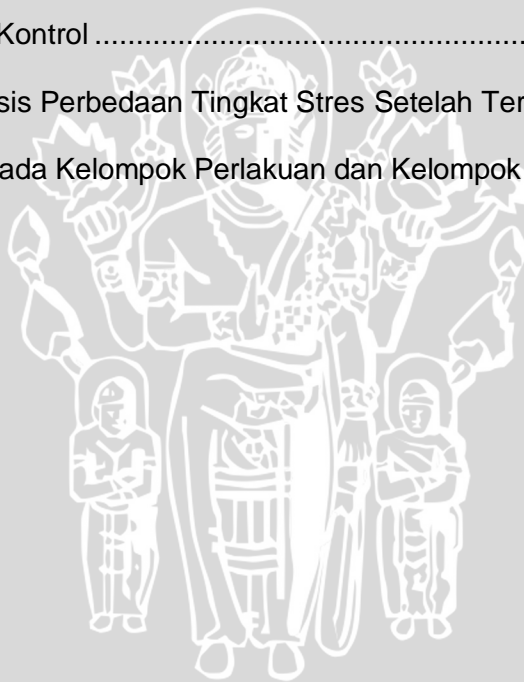 Kontrol ................................................
sis Perbedaan Tingkat Stres Setelah Ter
ada Kelompok Perlakuan dan Kelompok